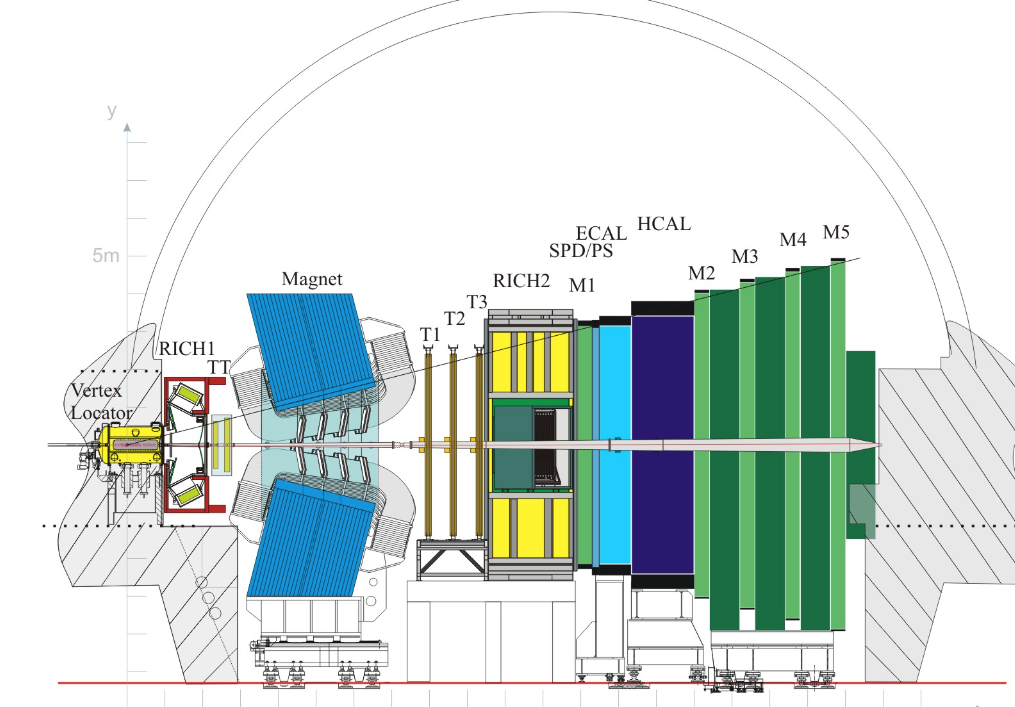 y
5m
Magnet
RICH1
TT
Vertex
Locator
T1
T2
T3
RICH2
SPD/PS
ECAL
HCAL
M1
M2
M3
M4
M5